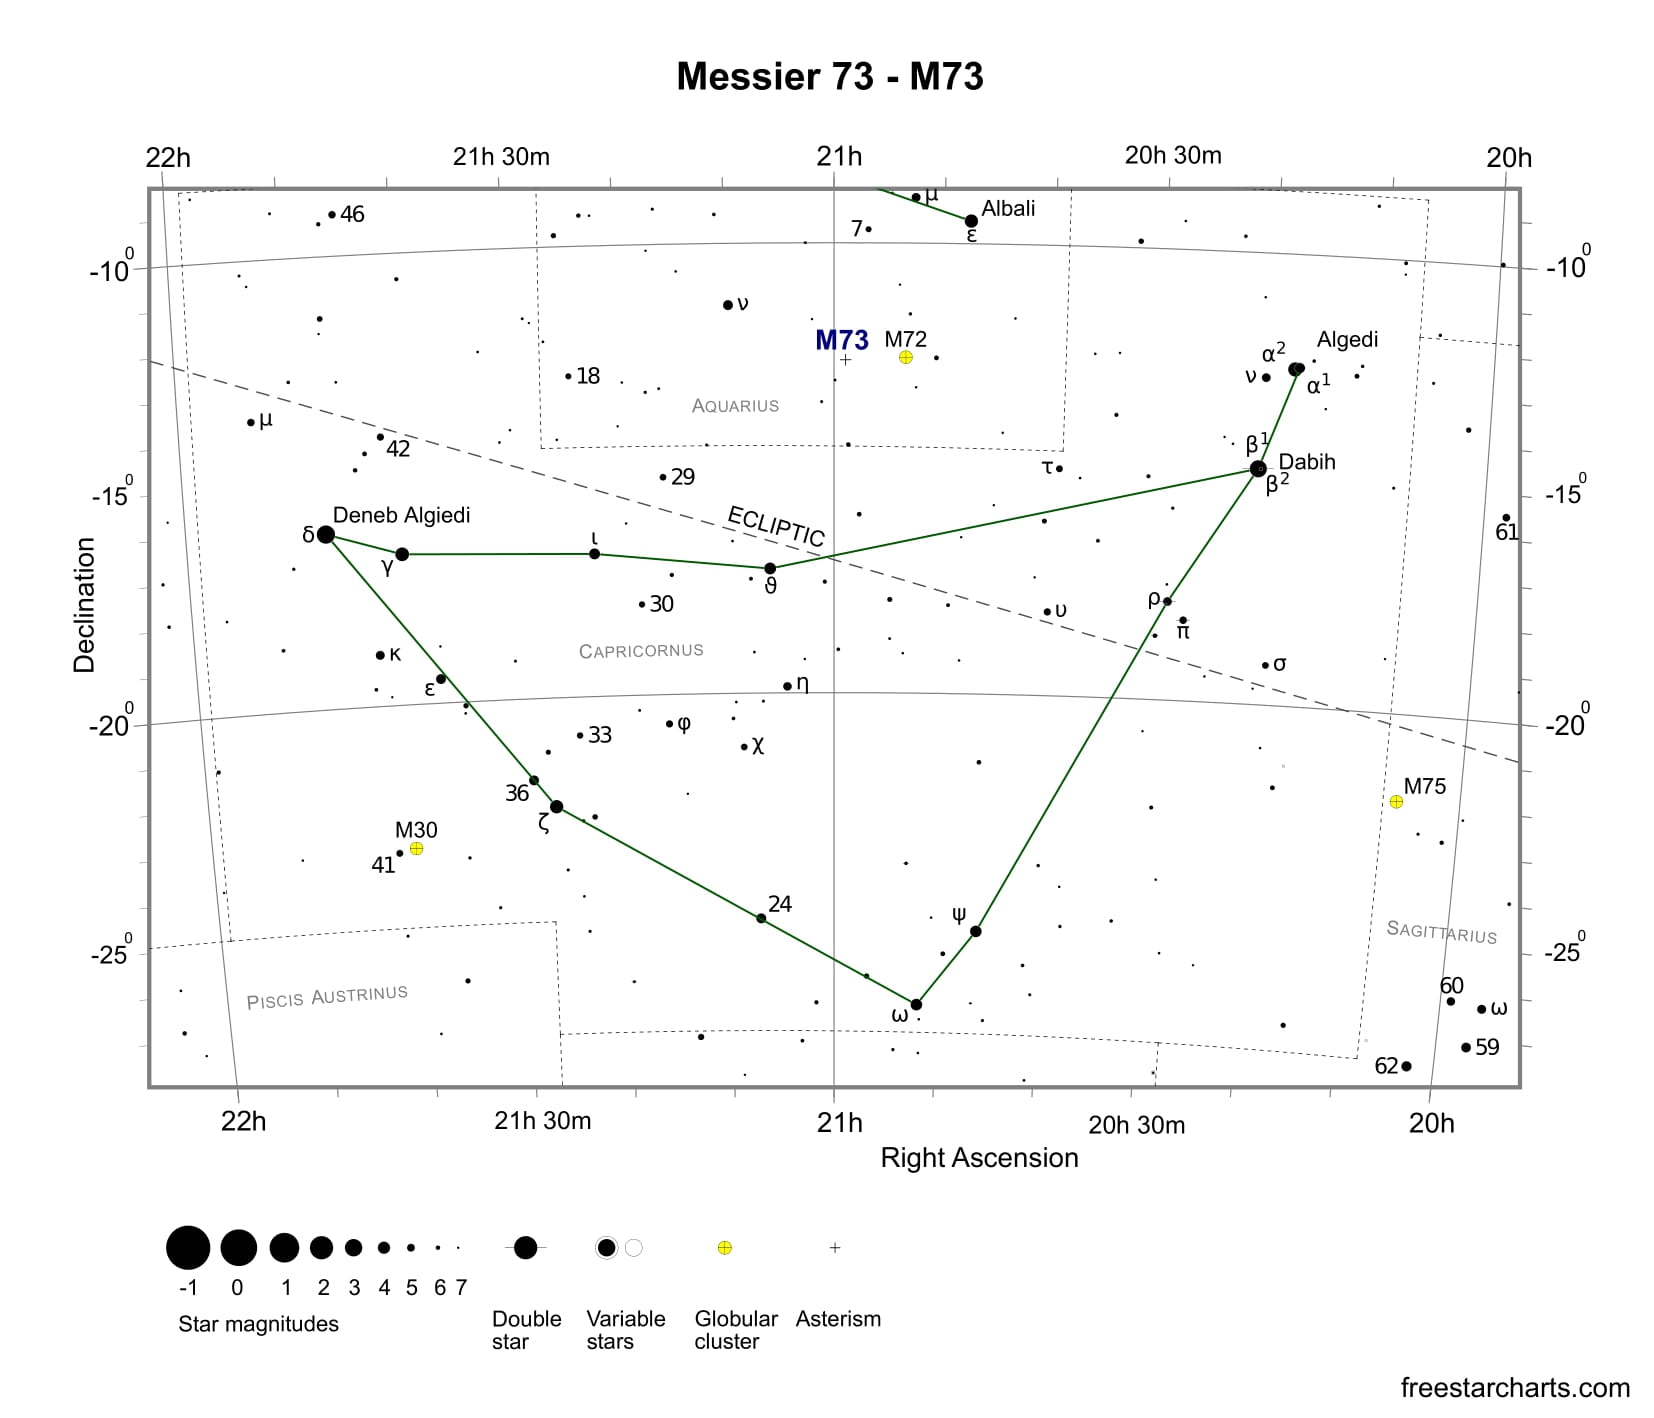 Messier 73 - M73
22h 21h 30m 21h 20h 30m 20h
46
7 μ Albali
ε
-10⁰ -10⁰
ν
M73 M72 Algedi
α² ν α¹
18
AQUARIUS
μ
42
β¹ Dabih
τ β²
29
-15⁰ -15⁰
Deneb Algiedi ECLIPTIC
δ γ ι ϑ
61
30 υ ρ
π
CAPRICORNUS
κ σ
ε η
-20⁰ -20⁰
33 φ χ
36 M75
ζ
M30
41
24 ψ
SAGITTARIUS
-25⁰ -25⁰
PISCIS AUSTRINUS 60
ω ω
59
62
Declination
22h 21h 30m 21h 20h 30m 20h
Right Ascension
-1 0 1 2 3 4 5 6 7
Star magnitudes
Double
star
Variable
stars
Globular
cluster
Asterism
freestarcharts.com